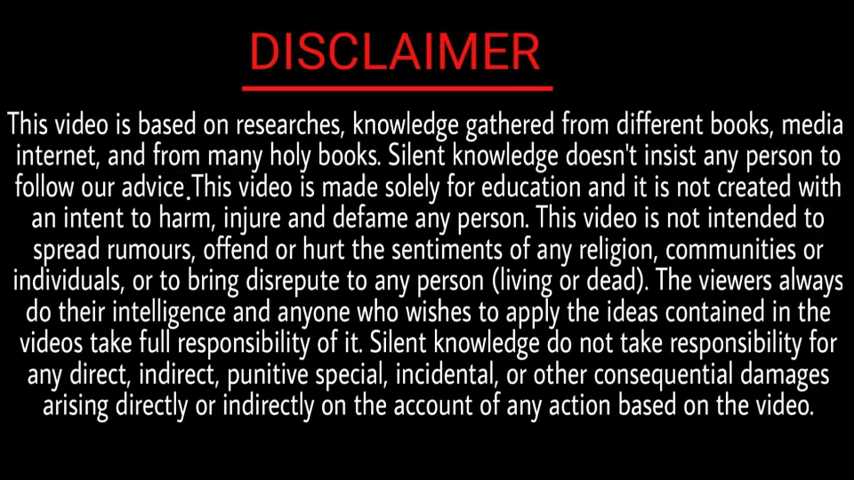 DISCLAIMER
This video is based on researches, knowledge gathered from different books, media
internet, and from many holy books. Silent knowledge doesn't insist any person to
follow our advice.This video is made solely for education and it is not created with
an intent to harm, injure and defame any person. This video is not intended to
spread rumours, offend or hurt the sentiments of any religion, communities or
individuals, or to bring disrepute to any person (living or dead). The viewers always
do their intelligence and anyone who wishes to apply the ideas contained in the
videos take full responsibility of it. Silent knowledge do not take responsibility for
any direct, indirect, punitive special, incidental, or other consequential damages
arising directly or indirectly on the account of any action based on the video.